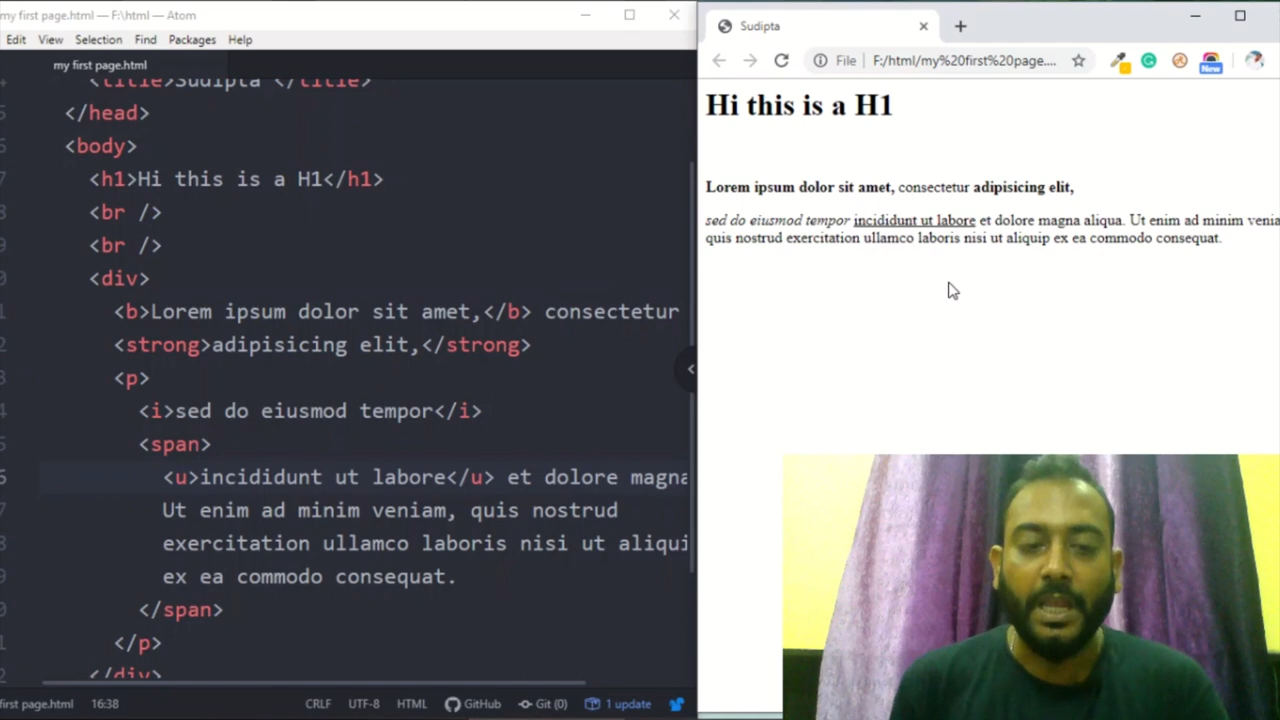 my first page.html — F:\html — Atom
Edit View Selection Find Packages Help
my first page.html
<title>Sudipta </title>
</head>
<body>
<h1>Hi this is a H1</h1>
<br />
<br />
<div>
<b>Lorem ipsum dolor sit amet,</b> consectetur
<strong>adipisicing elit,</strong>
<p>
<i>sed do eiusmod tempor</i>
<span>
<u>incididunt ut labore</u> et dolore magna
Ut enim ad minim veniam, quis nostrud
exercitation ullamco laboris nisi ut aliqui
ex ea commodo consequat.
</span>
</p>
</div>
first page.html 16:38 CRLF UTF-8 HTML GitHub Git (0) 1 update
Sudipta
File F:/html/my%20first%20page....
New
Hi this is a H1
Lorem ipsum dolor sit amet, consectetur adipisicing elit,
sed do eiusmod tempor incididunt ut labore et dolore magna aliqua. Ut enim ad minim venia
quis nostrud exercitation ullamco laboris nisi ut aliquip ex ea commodo consequat.